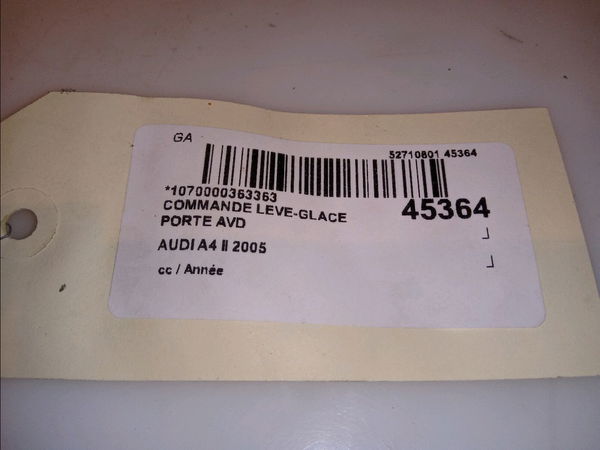 GA
52710801 45364
*1070000363363
COMMANDE LEVE-GLACE
PORTE AVD
45364
AUDI A4 II 2005
cc / Année